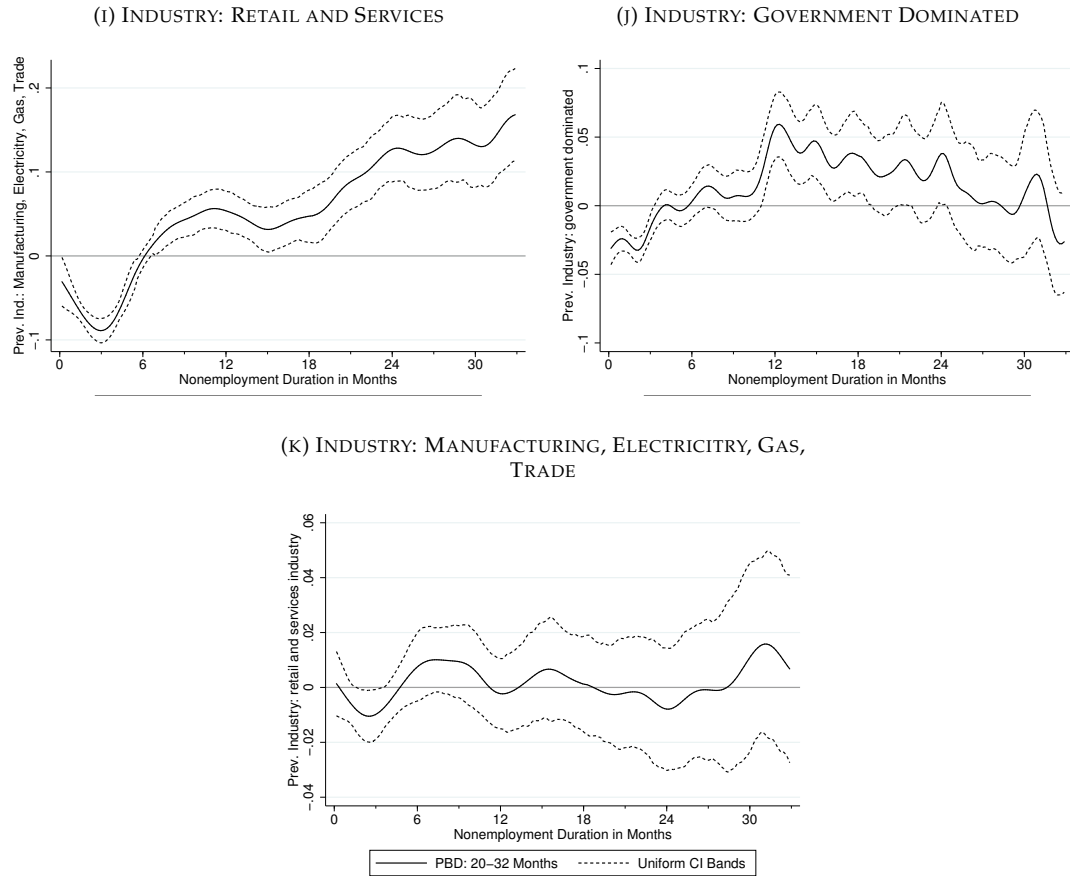 (I) INDUSTRY: RETAIL AND SERVICES
Prev. Ind.: Manufacturing, Electricity, Gas, Trade
.2
.1
0
-.1
0 6 12 18 24 30
Nonemployment Duration in Months
(J) INDUSTRY: GOVERNMENT DOMINATED
Prev. Industry: government dominated
.1
.05
0
-.05
-.1
0 6 12 18 24 30
Nonemployment Duration in Months
(K) INDUSTRY: MANUFACTURING, ELECTRICITRY, GAS,
TRADE
Prev. Industry: retail and services industry
.06
.04
.02
0
-.02
-.04
0 6 12 18 24 30
Nonemployment Duration in Months
PBD: 20−32 Months Uniform CI Bands